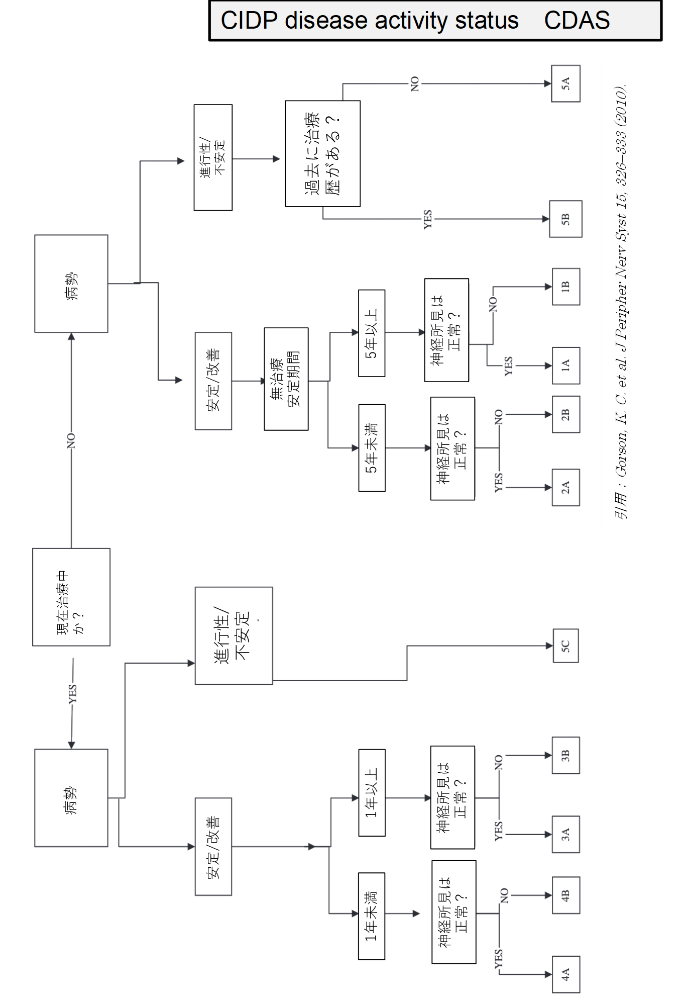 CIDP disease activity status　CDAS
現在治療中
か？
YES
NO
病勢
病勢
安定/改善
進行性/
不安定
安定/改善
進行性/
不安定
無治療
安定期間
過去に治療
歴がある？
1年未満
1年以上
5年未満
5年以上
神経所見は
正常？
神経所見は
正常？
神経所見は
正常？
神経所見は
正常？
YES
NO
YES
NO
YES
NO
YES
NO
YES
NO
4A
4B
3A
3B
5C
2A
2B
1A
1B
5B
5A
引用：Gorson, K. C. et al. J Peripher Nerv Syst 15, 326–333 (2010).